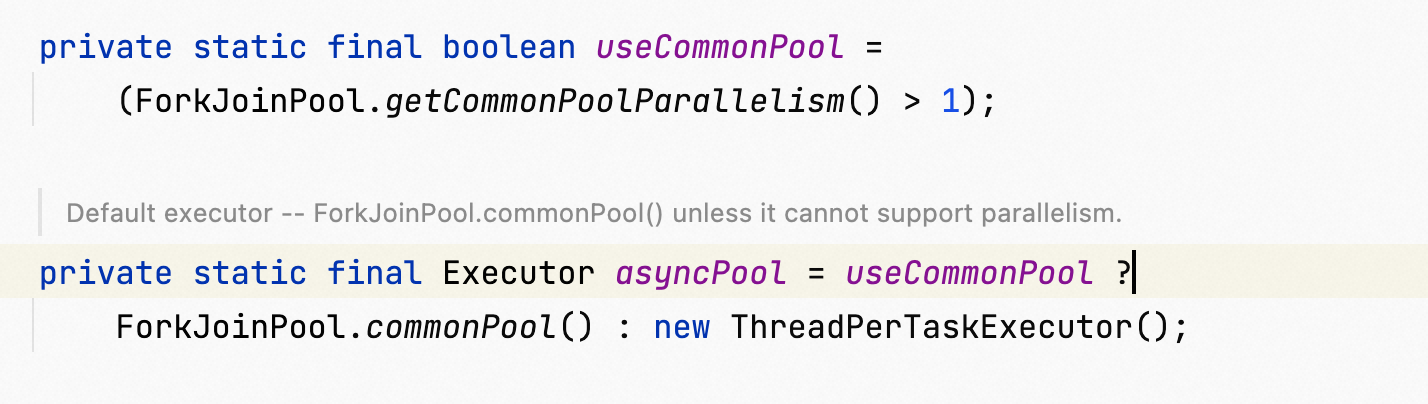 private static final boolean useCommonPool =
(ForkJoinPool.getCommonPoolParallelism() > 1);
Default executor -- ForkJoinPool.commonPool() unless it cannot support parallelism.
private static final Executor asyncPool = useCommonPool ?
ForkJoinPool.commonPool() : new ThreadPerTaskExecutor();